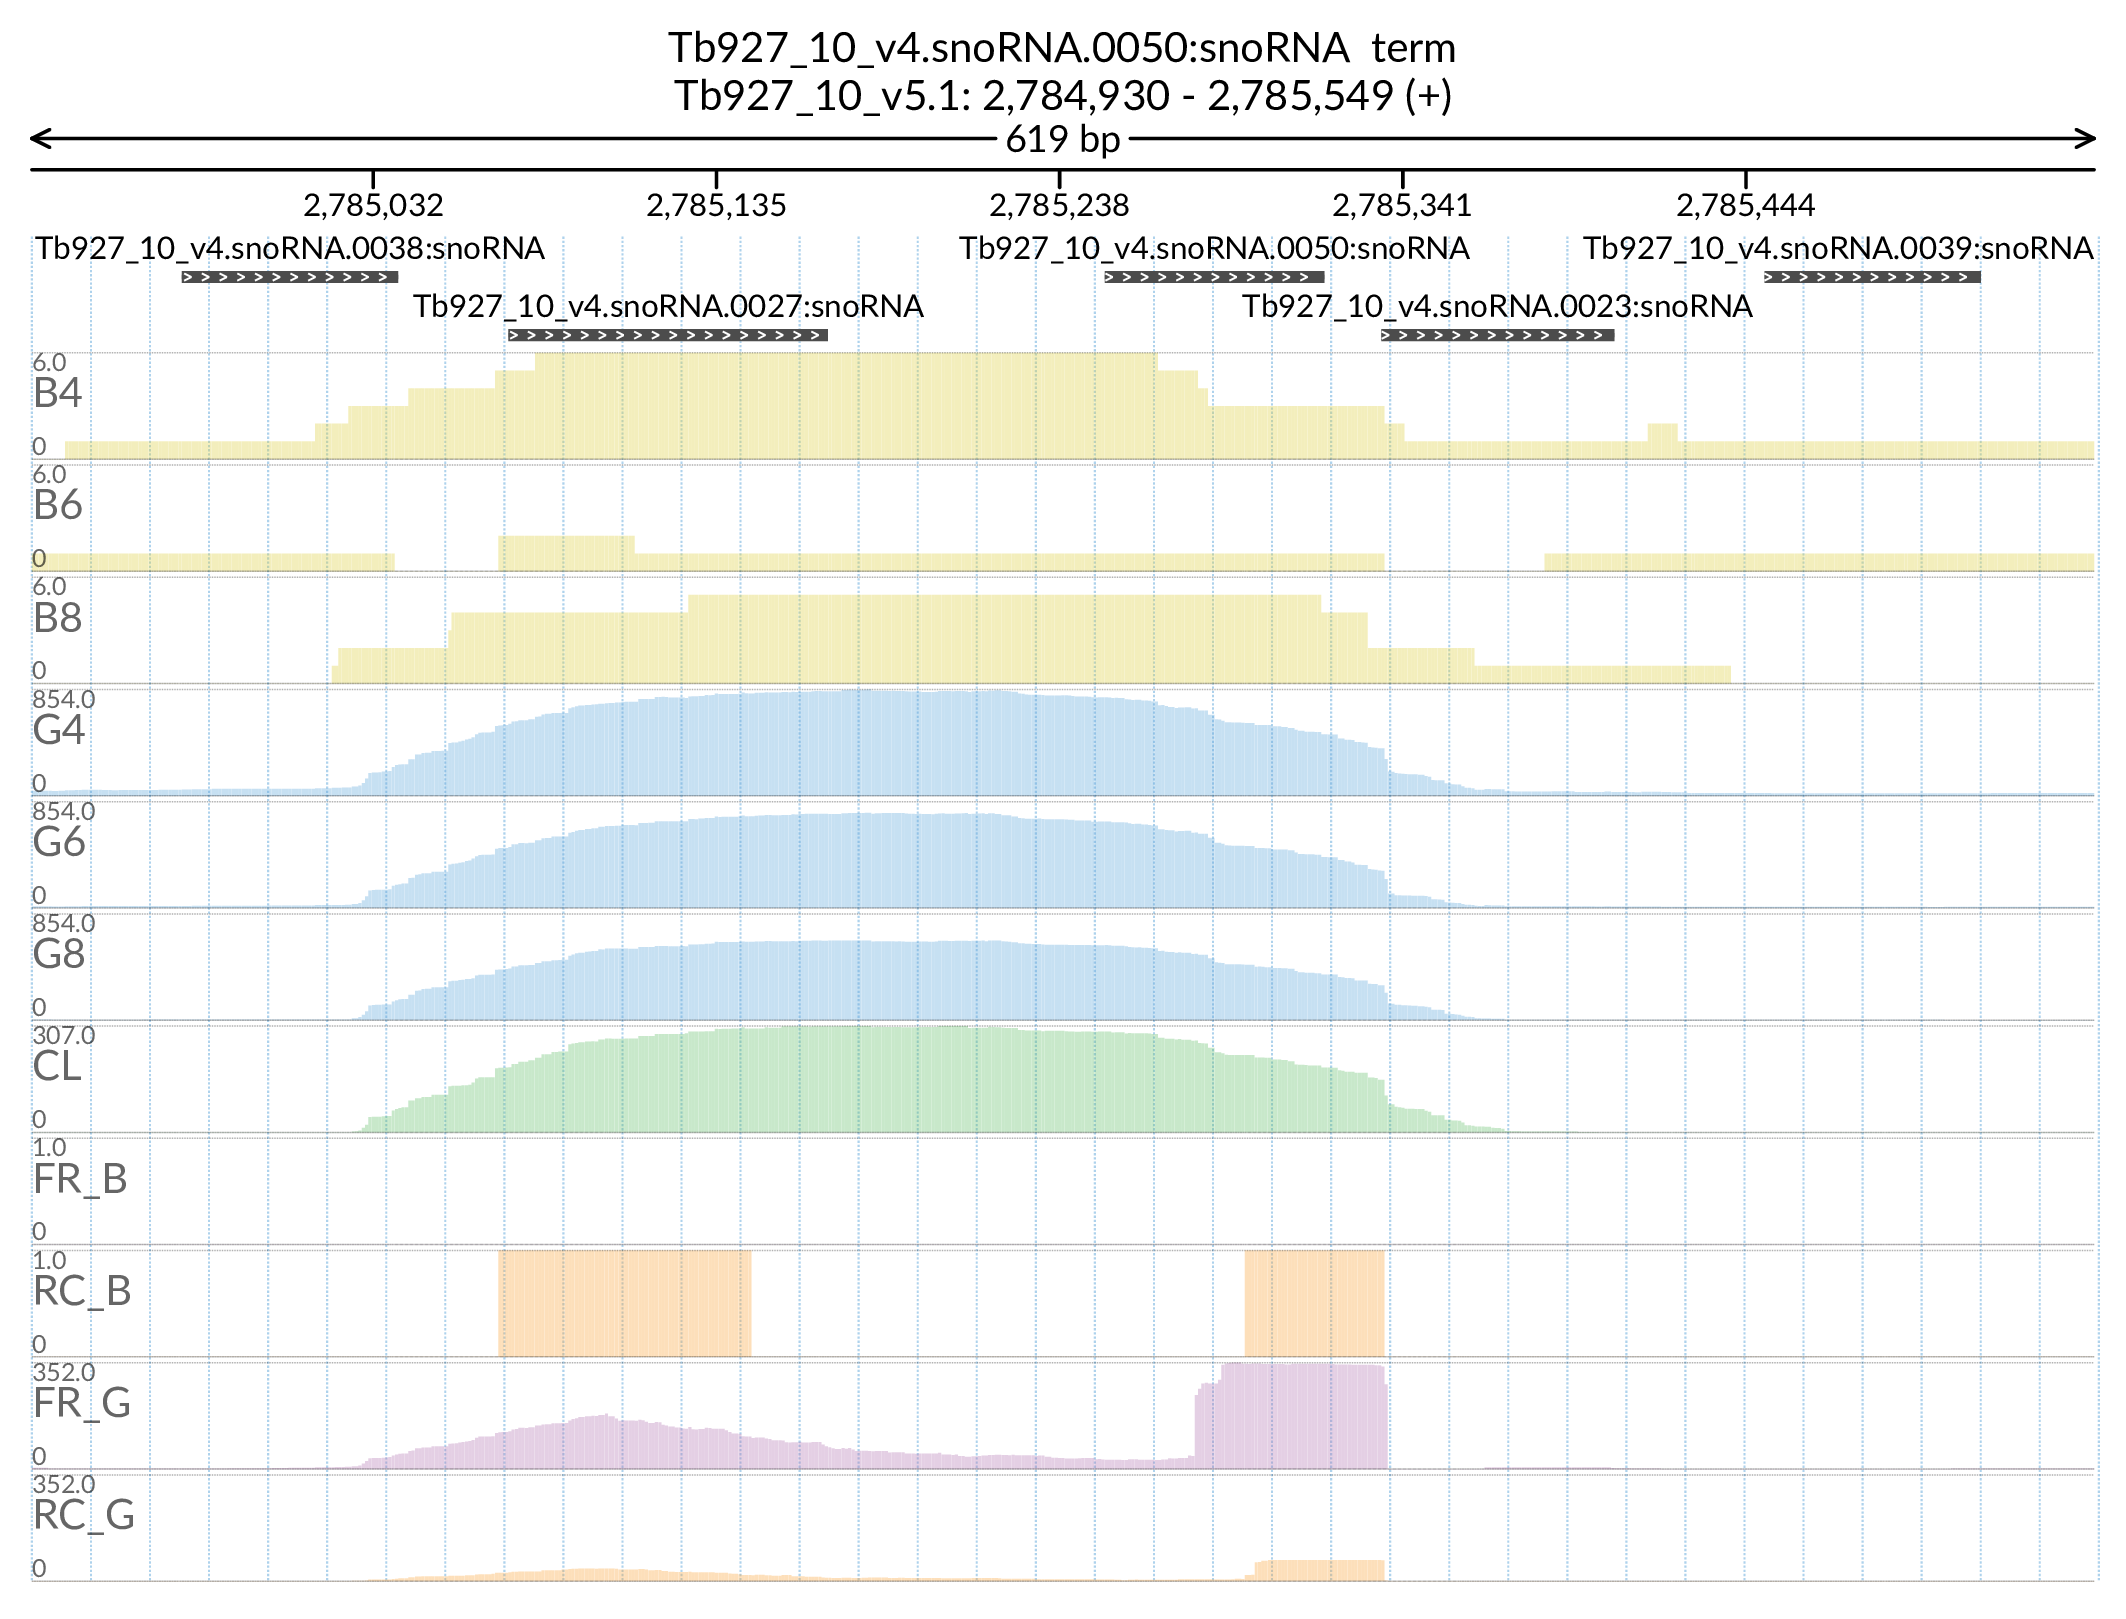 Tb927_10_v4.snoRNA.0050:snoRNA term
Tb927_10_v5.1: 2,784,930 - 2,785,549 (+)
619 bp
2,785,032 2,785,135 2,785,238 2,785,341 2,785,444
Tb927_10_v4.snoRNA.0038:snoRNA Tb927_10_v4.snoRNA.0050:snoRNA Tb927_10_v4.snoRNA.0039:snoRNA
Tb927_10_v4.snoRNA.0027:snoRNA Tb927_10_v4.snoRNA.0023:snoRNA
6.0
B4
0
6.0
B6
0
6.0
B8
0
854.0
G4
0
854.0
G6
0
854.0
G8
0
307.0
CL
0
1.0
FR_B
0
1.0
RC_B
0
352.0
FR_G
0
352.0
RC_G
0